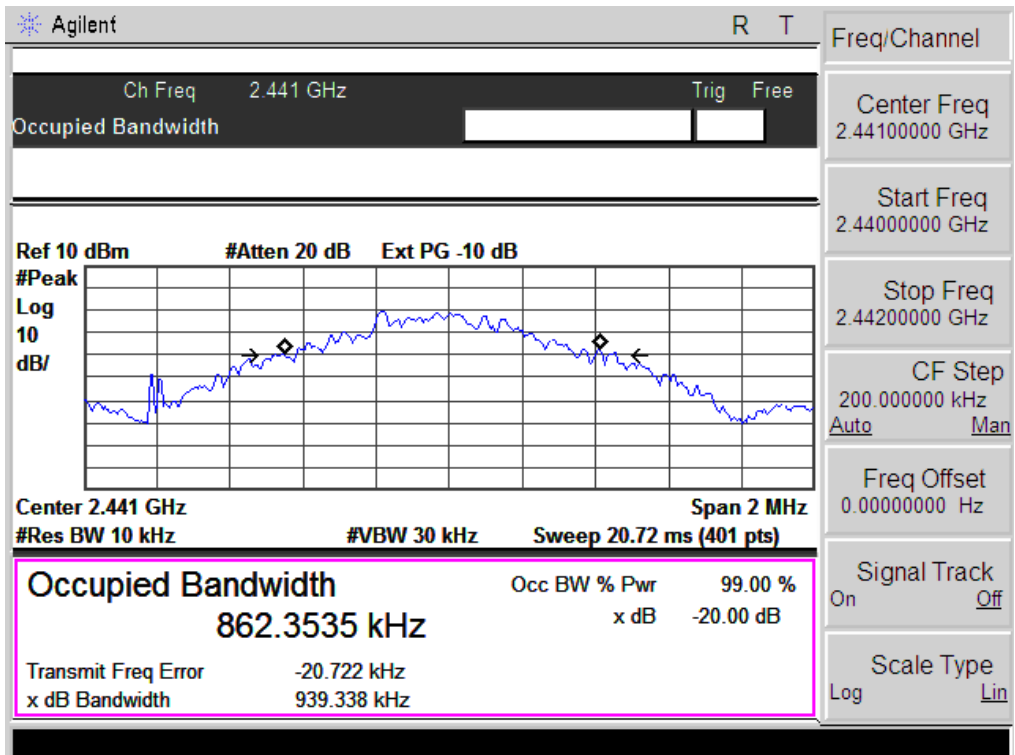 Agilent R T
Ch Freq 2.441 GHz Trig Free
Occupied Bandwidth
Ref 10 dBm #Atten 20 dB Ext PG -10 dB
#Peak
Log
10
dB/
Center 2.441 GHz Span 2 MHz
#Res BW 10 kHz #VBW 30 kHz Sweep 20.72 ms (401 pts)
Occupied Bandwidth
862.3535 kHz
Occ BW % Pwr 99.00 %
x dB -20.00 dB
Transmit Freq Error -20.722 kHz
x dB Bandwidth 939.338 kHz
Freq/Channel
Center Freq
2.44100000 GHz
Start Freq
2.44000000 GHz
Stop Freq
2.44200000 GHz
CF Step
200.000000 kHz
Auto Man
Freq Offset
0.00000000 Hz
Signal Track
On Off
Scale Type
Log Lin